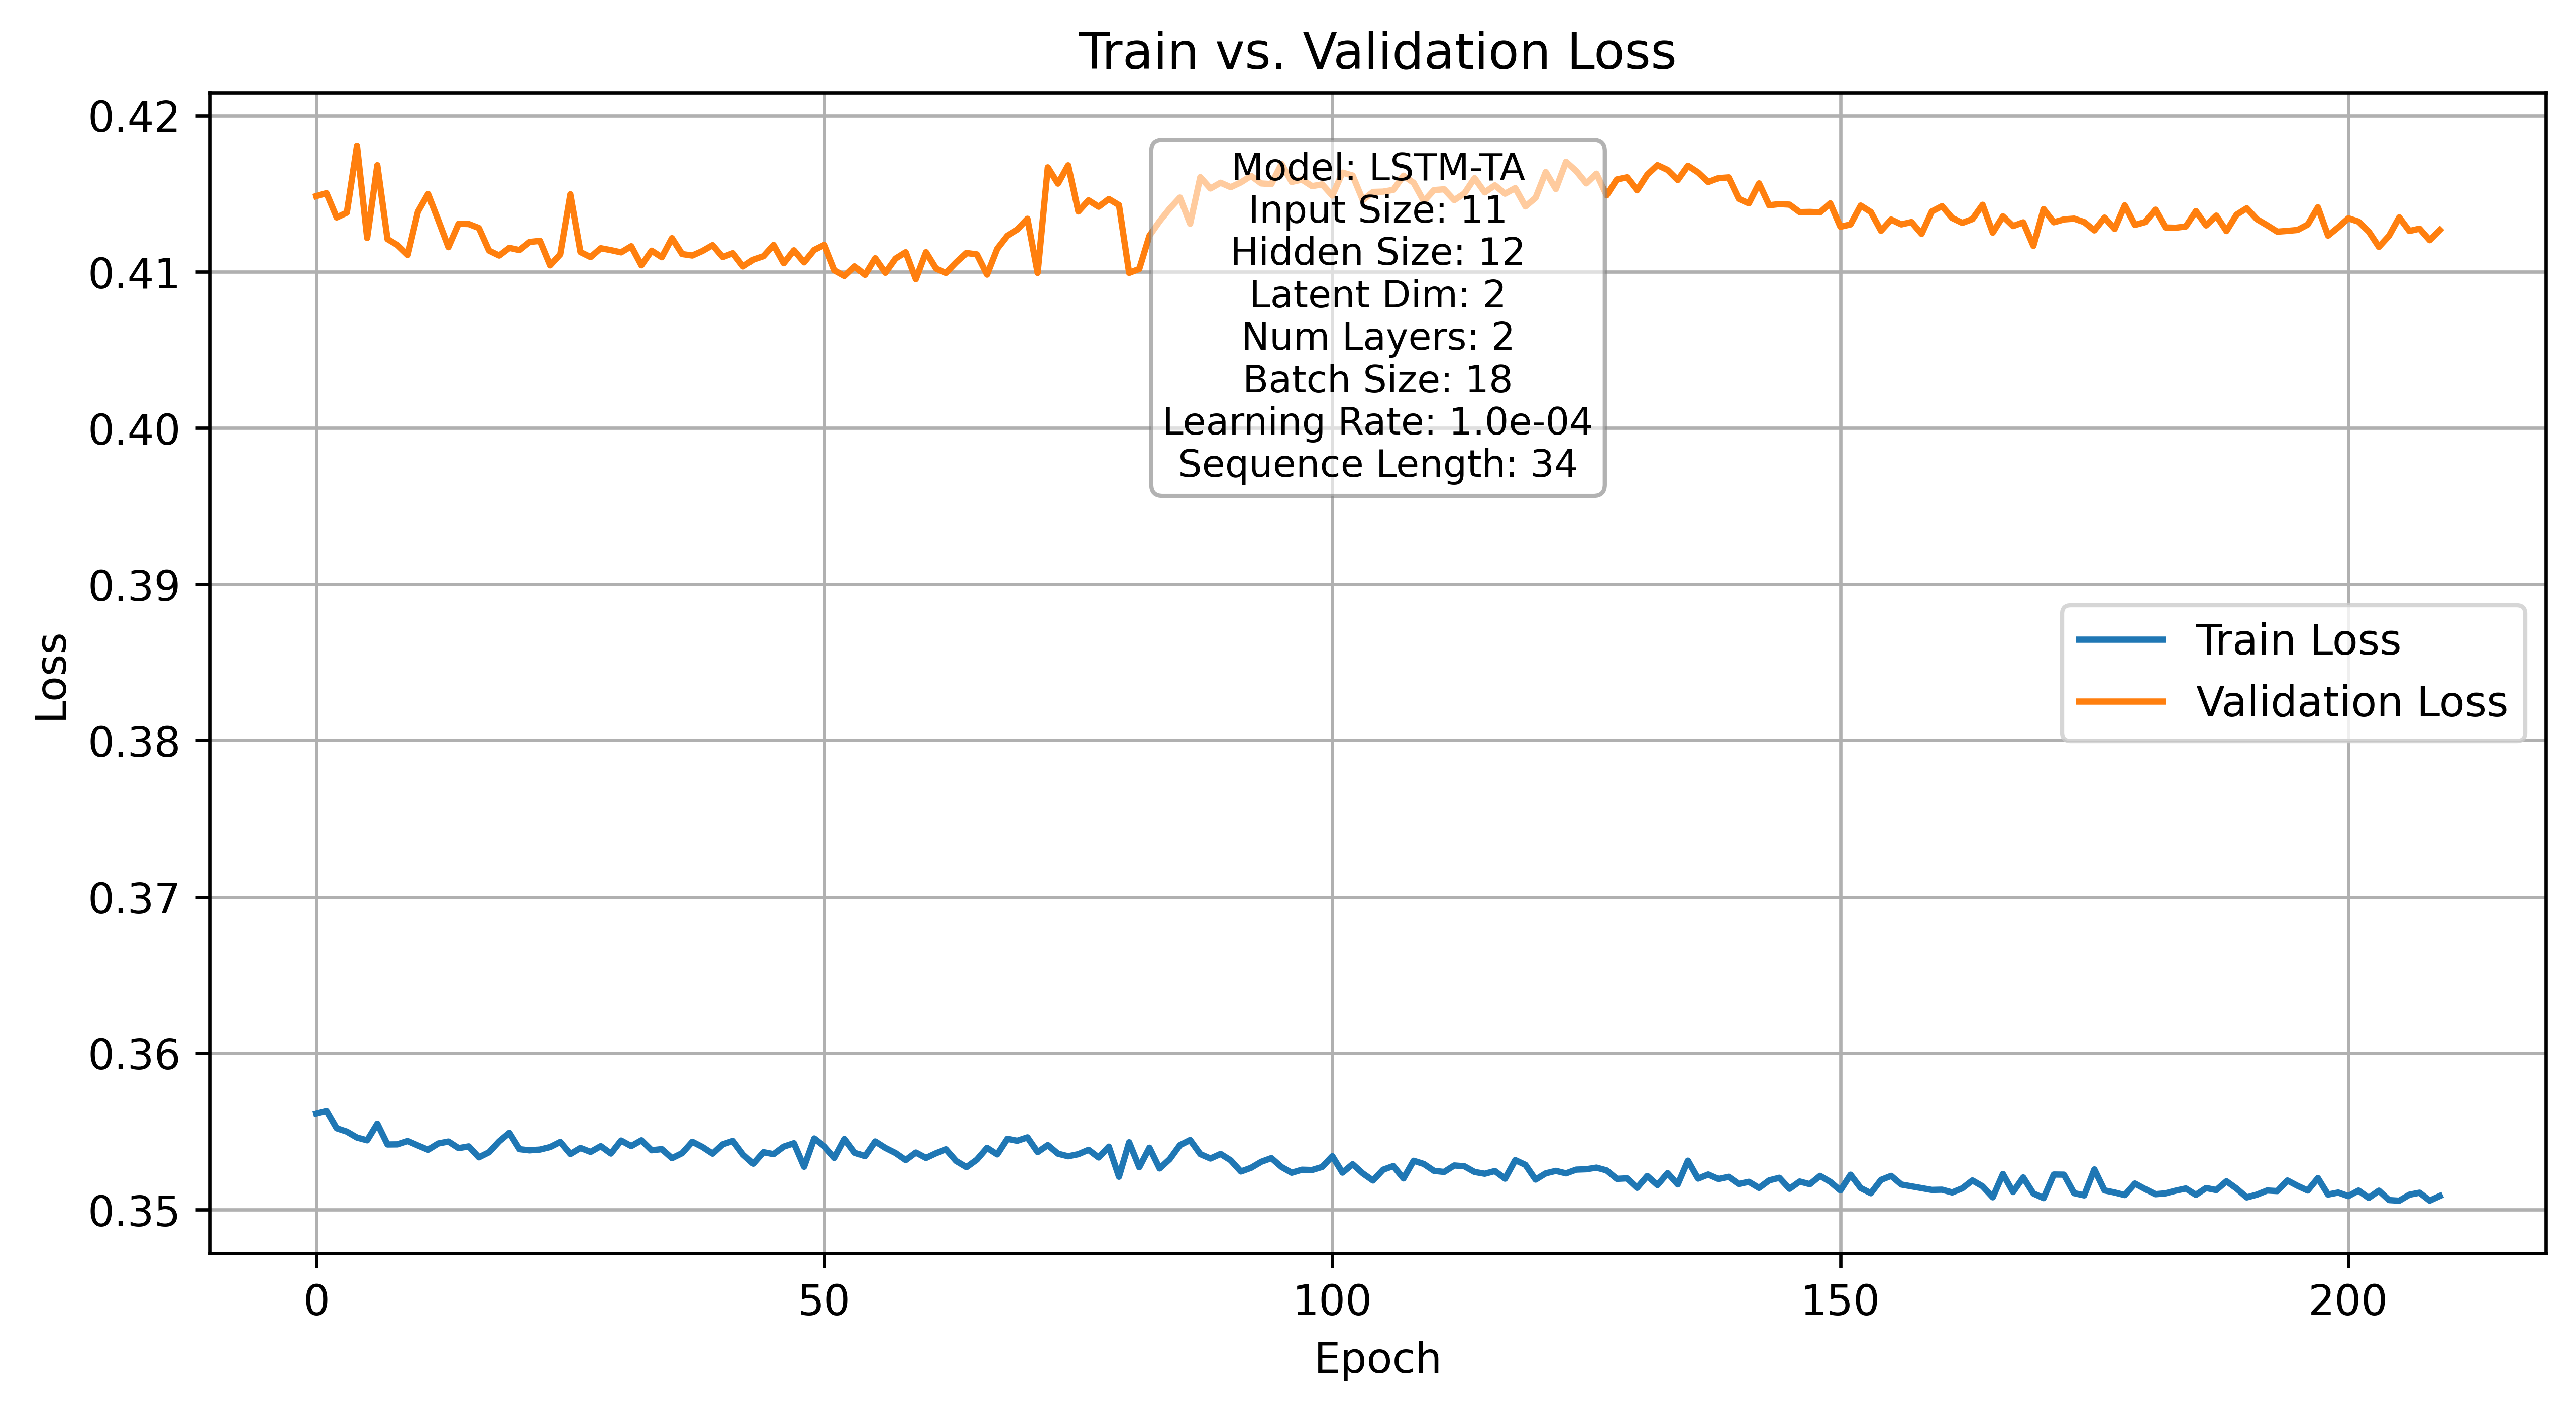 Train vs. Validation Loss
0.42
0.41
0.40
0.39
0.38
0.37
0.36
0.35
Loss
Model: LSTM-TA
Input Size: 11
Hidden Size: 12
Latent Dim: 2
Num Layers: 2
Batch Size: 18
Learning Rate: 1.0e-04
Sequence Length: 34
Train Loss
Validation Loss
0 50 100 150 200
Epoch